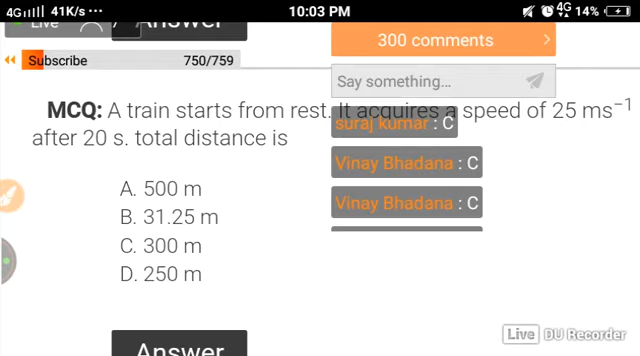 4G 41K/s ... 10:03 PM 4G 14%
Live Answer
Subscribe 750/759
300 comments
Say something...
MCQ: A train starts from rest. It acquires a speed of 25 ms⁻¹
after 20 s. total distance is
suraj kumar : C
Vinay Bhadana : C
Vinay Bhadana : C
A. 500 m
B. 31.25 m
C. 300 m
D. 250 m
Live DU Recorder
Answer